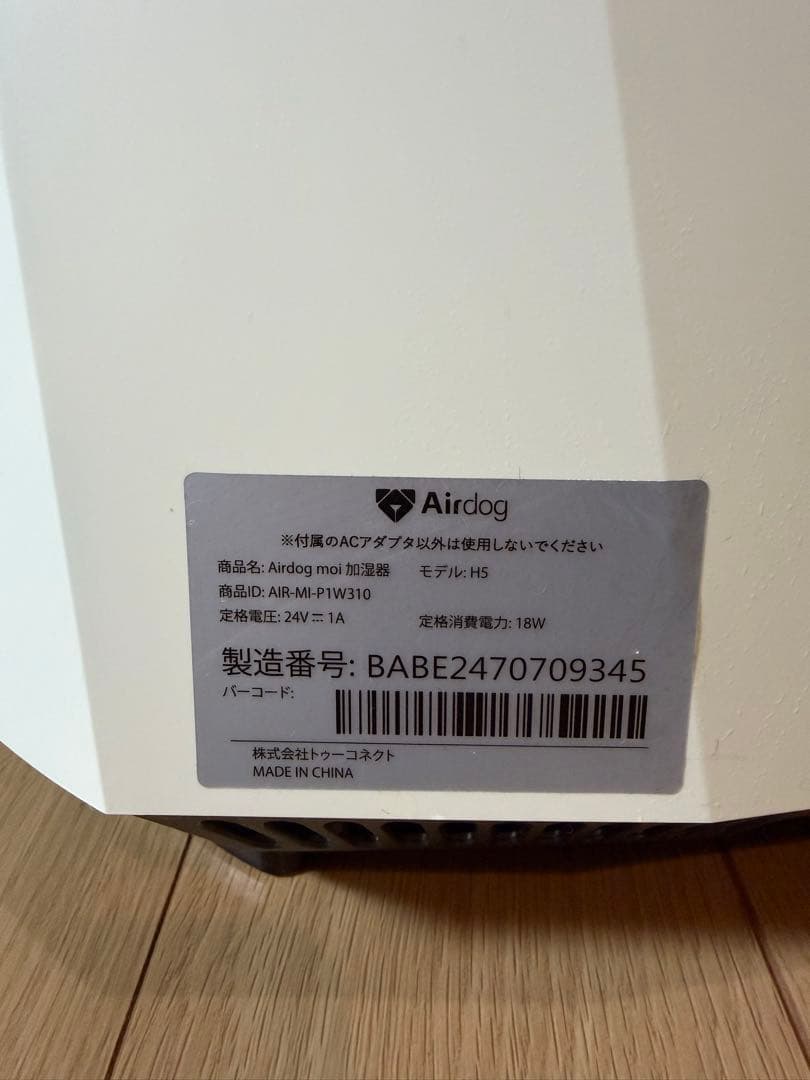 Airdog
※付属のACアダプタ以外は使用しないでください
商品名: Airdog moi 加湿器 モデル: H5
商品ID: AIR-MI-P1W310
定格電圧: 24V⎓1A 定格消費電力: 18W
製造番号: BABE2470709345
バーコード:
株式会社トゥーコネクト
MADE IN CHINA